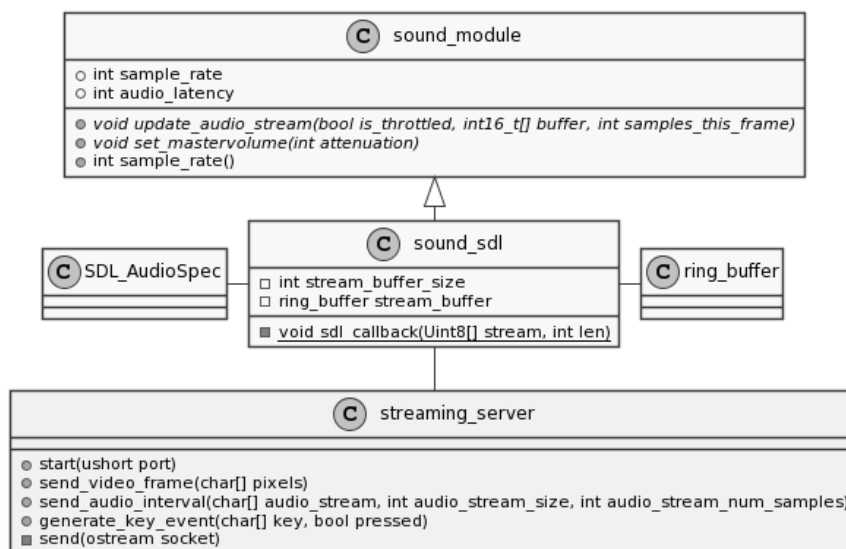 C sound_module
int sample_rate
int audio_latency
void update_audio_stream(bool is_throttled, int16_t[] buffer, int samples_this_frame)
void set_mastervolume(int attenuation)
int sample_rate()
C sound_sdl
C SDL_AudioSpec
int stream_buffer_size
ring_buffer stream_buffer
void sdl_callback(Uint8[] stream, int len)
C ring_buffer
C streaming_server
start(ushort port)
send_video_frame(char[] pixels)
send_audio_interval(char[] audio_stream, int audio_stream_size, int audio_stream_num_samples)
generate_key_event(char[] key, bool pressed)
send(ostream socket)